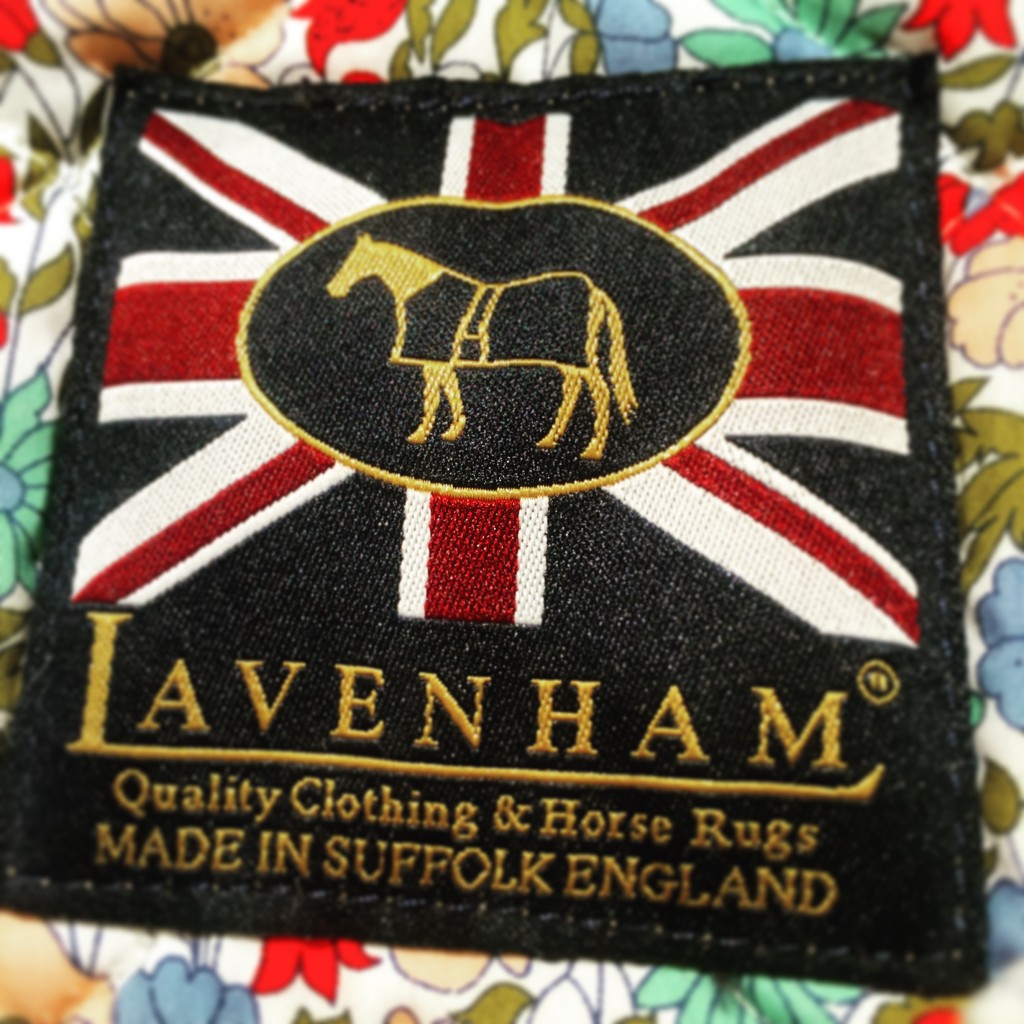 LAVENHAM®
Quality Clothing & Horse Rugs
MADE IN SUFFOLK ENGLAND